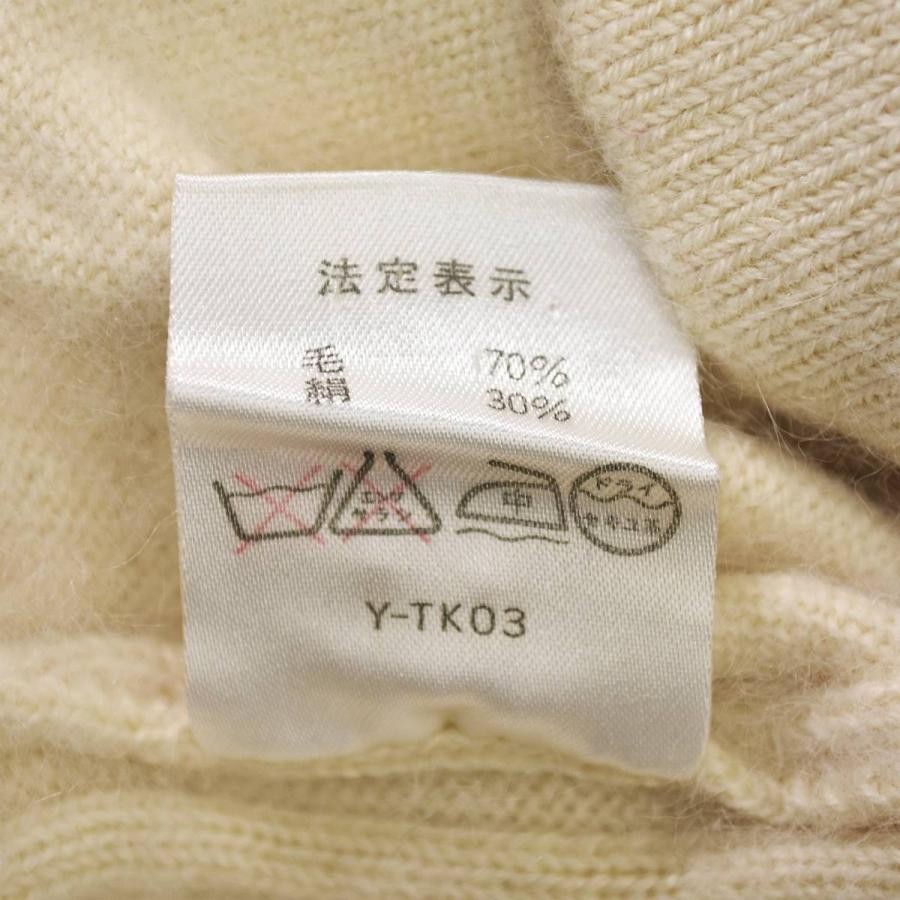 法定表示
毛 70%
絹 30%
エンソ
サラシ
中
ドライ
セキユ系
Y-TK03